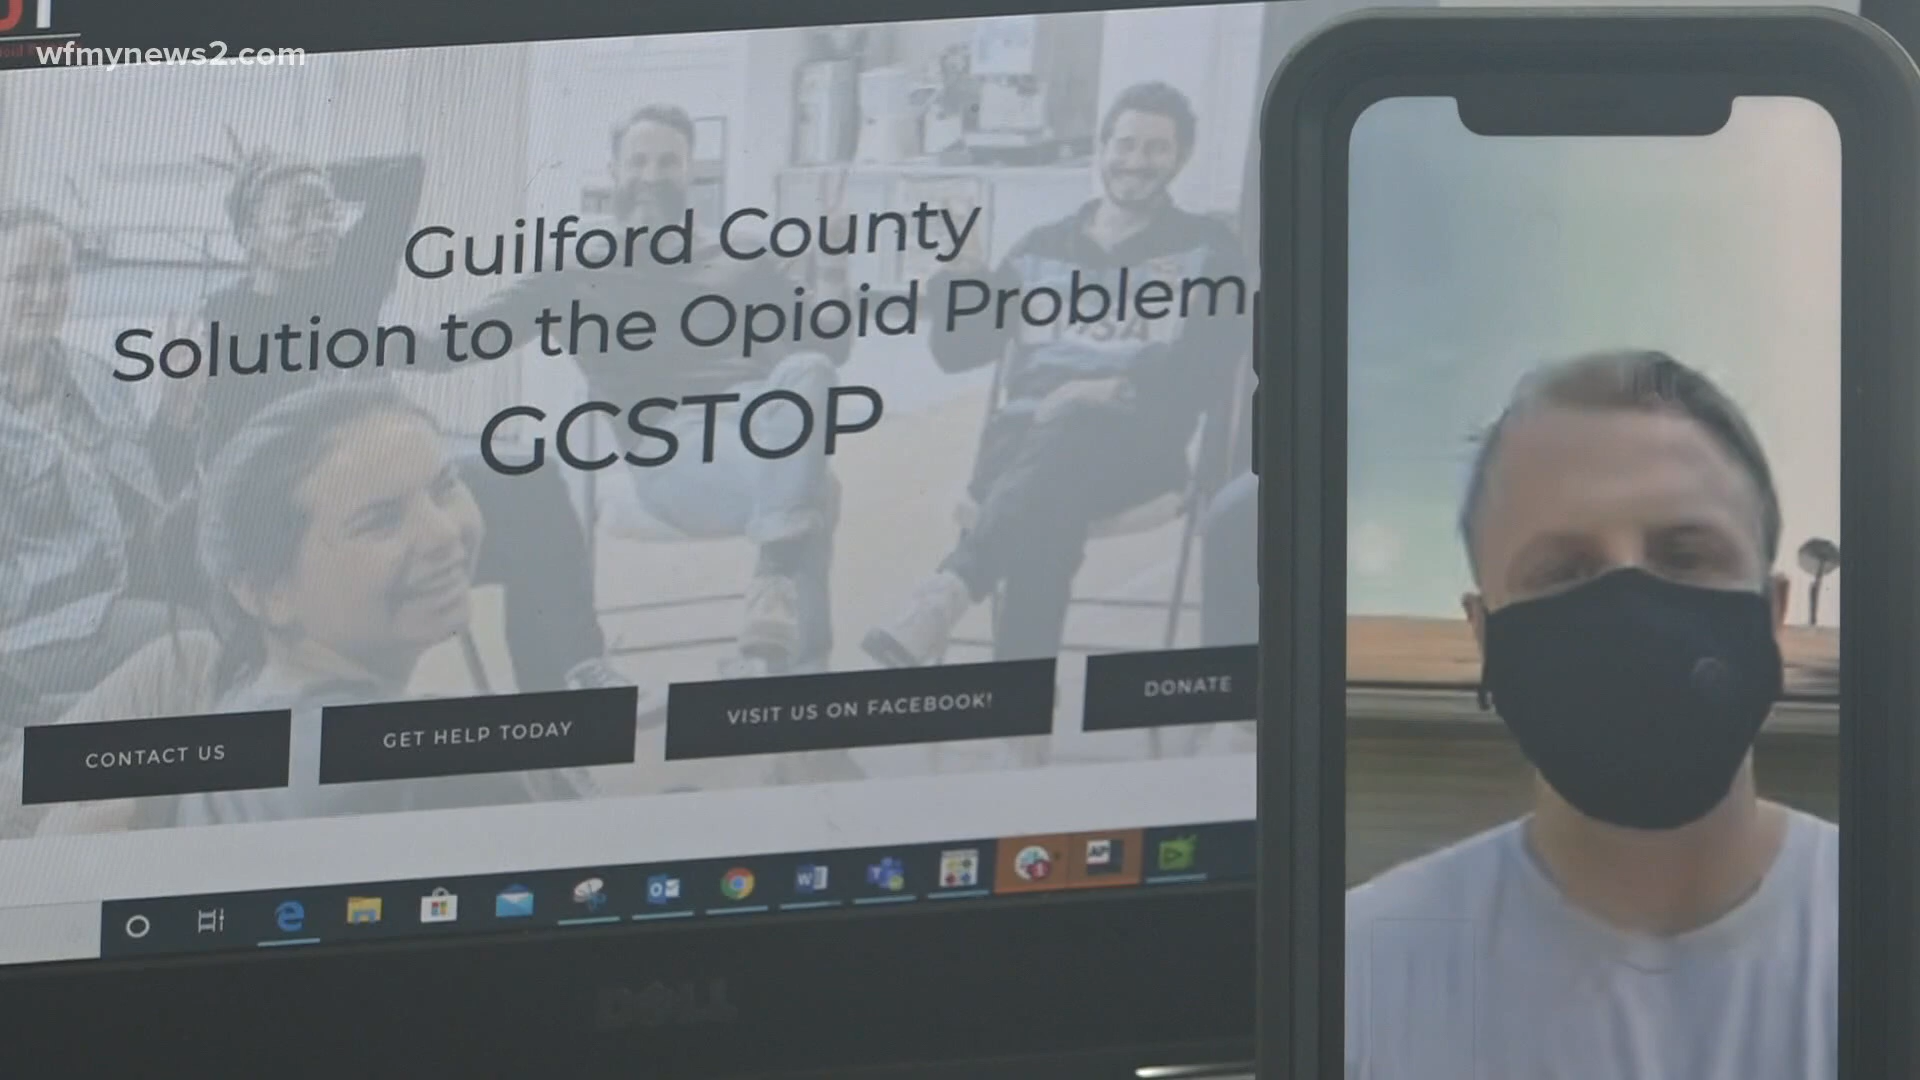 wfmynews2.com
Guilford County
Solution to the Opioid Problem
GCSTOP
CONTACT US
GET HELP TODAY
VISIT US ON FACEBOOK!
DONATE
DELL